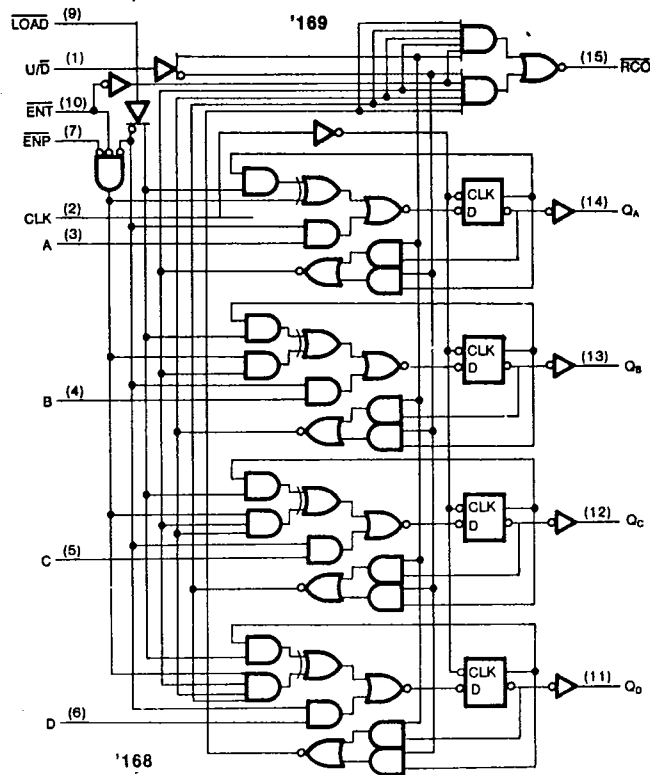 '169
LOAD (9)
U/D (1)
ENT (10)
ENP (7)
(15) RCO
CLK (2)
A (3)
CLK
D
(14) QA
B (4)
CLK
D
(13) QB
C (5)
CLK
D
(12) QC
D (6)
CLK
D
(11) QD
'168